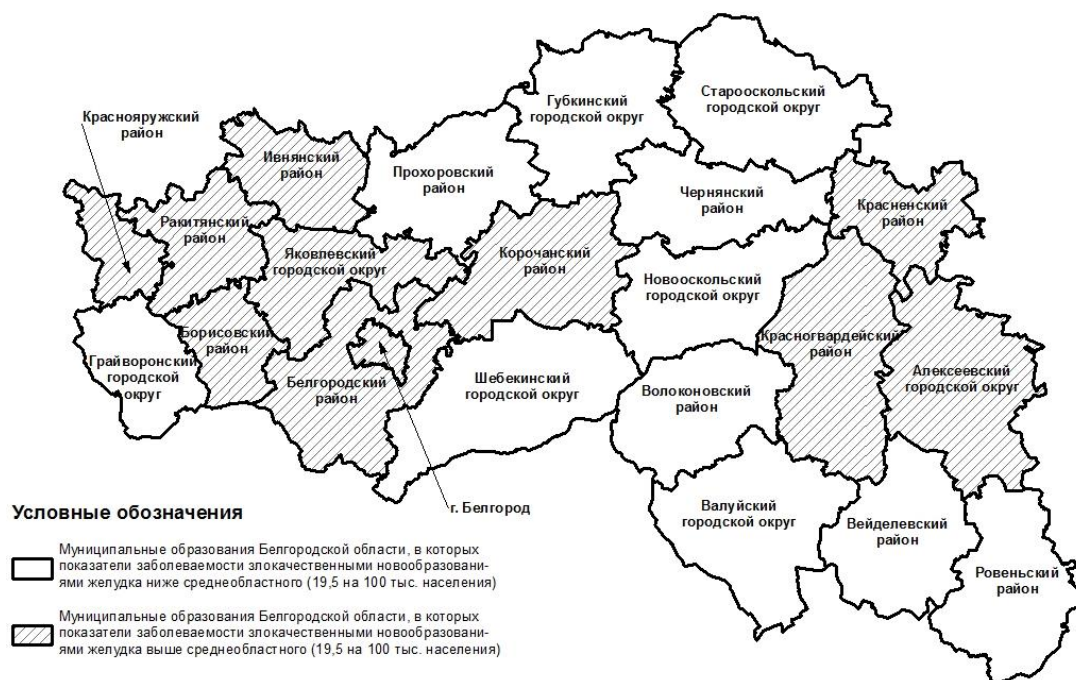 Старооскольский
городской округ
Губкинский
городской округ
Краснояружский
район
Ивнянский
район
Прохоровский
район
Чернянский
район
Красненский
район
Ракитянский
район
Яковлевский
городской округ
Корочанский
район
Новооскольский
городской округ
Борисовский
район
Красногвардейский
район
Грайворонский
городской
округ
Белгородский
район
Шебекинский
городской округ
Волоконовский
район
Алексеевский
городской округ
г. Белгород
Валуйский
городской округ
Вейделевский
район
Ровеньский
район
Условные обозначения
Муниципальные образования Белгородской области, в которых
показатели заболеваемости злокачественными новообразовани-
ями желудка ниже среднеобластного (19,5 на 100 тыс. населения)
Муниципальные образования Белгородской области, в которых
показатели заболеваемости злокачественными новообразовани-
ями желудка выше среднеобластного (19,5 на 100 тыс. населения)